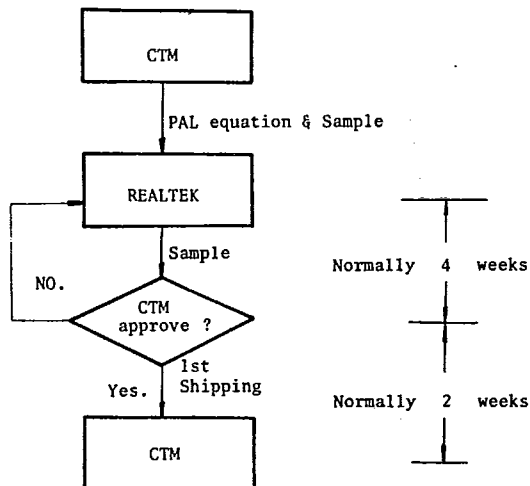 CTM
PAL equation & Sample
REALTEK
Sample
Normally 4 weeks
NO.
CTM
approve ?
1st
Shipping
Yes.
Normally 2 weeks
CTM